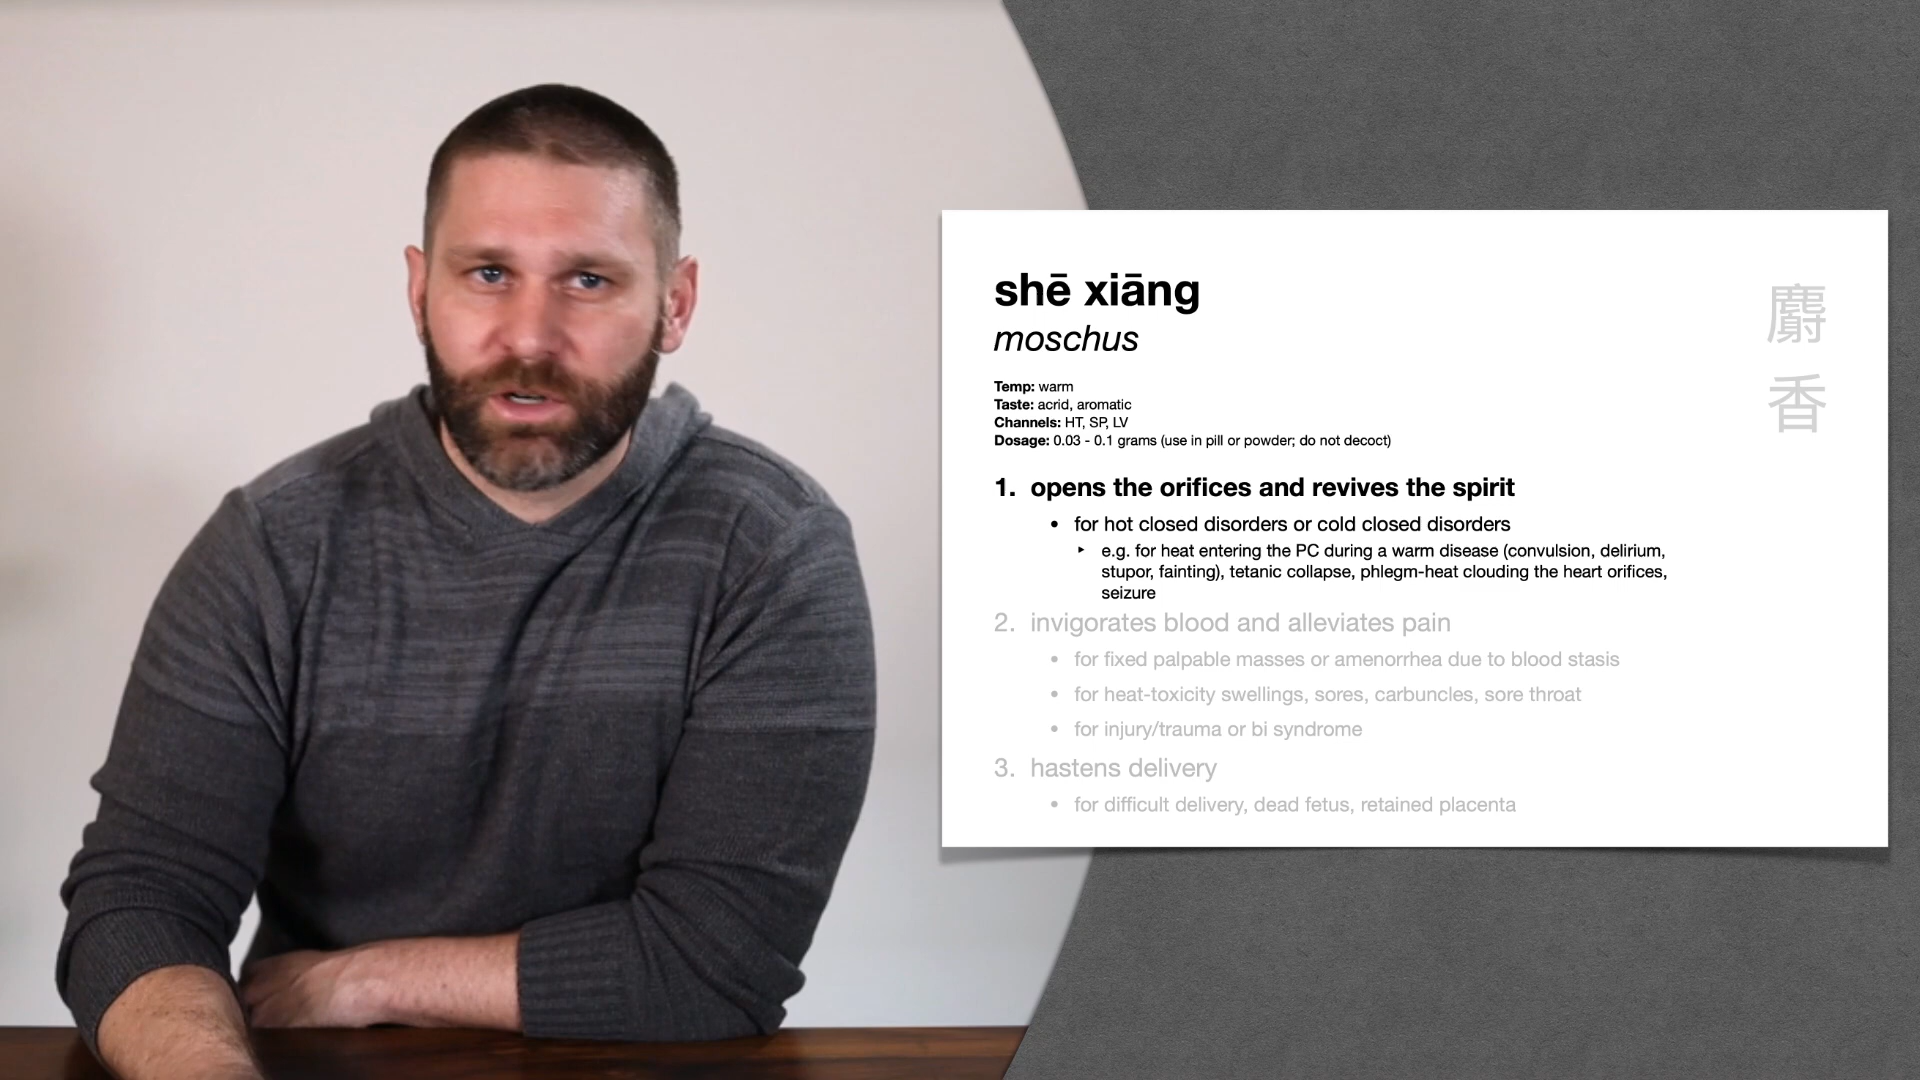 shē xiāng
moschus
麝
香
Temp: warm
Taste: acrid, aromatic
Channels: HT, SP, LV
Dosage: 0.03 - 0.1 grams (use in pill or powder; do not decoct)
1. opens the orifices and revives the spirit
• for hot closed disorders or cold closed disorders
‣ e.g. for heat entering the PC during a warm disease (convulsion, delirium,
stupor, fainting), tetanic collapse, phlegm-heat clouding the heart orifices,
seizure
2. invigorates blood and alleviates pain
• for fixed palpable masses or amenorrhea due to blood stasis
• for heat-toxicity swellings, sores, carbuncles, sore throat
• for injury/trauma or bi syndrome
3. hastens delivery
• for difficult delivery, dead fetus, retained placenta